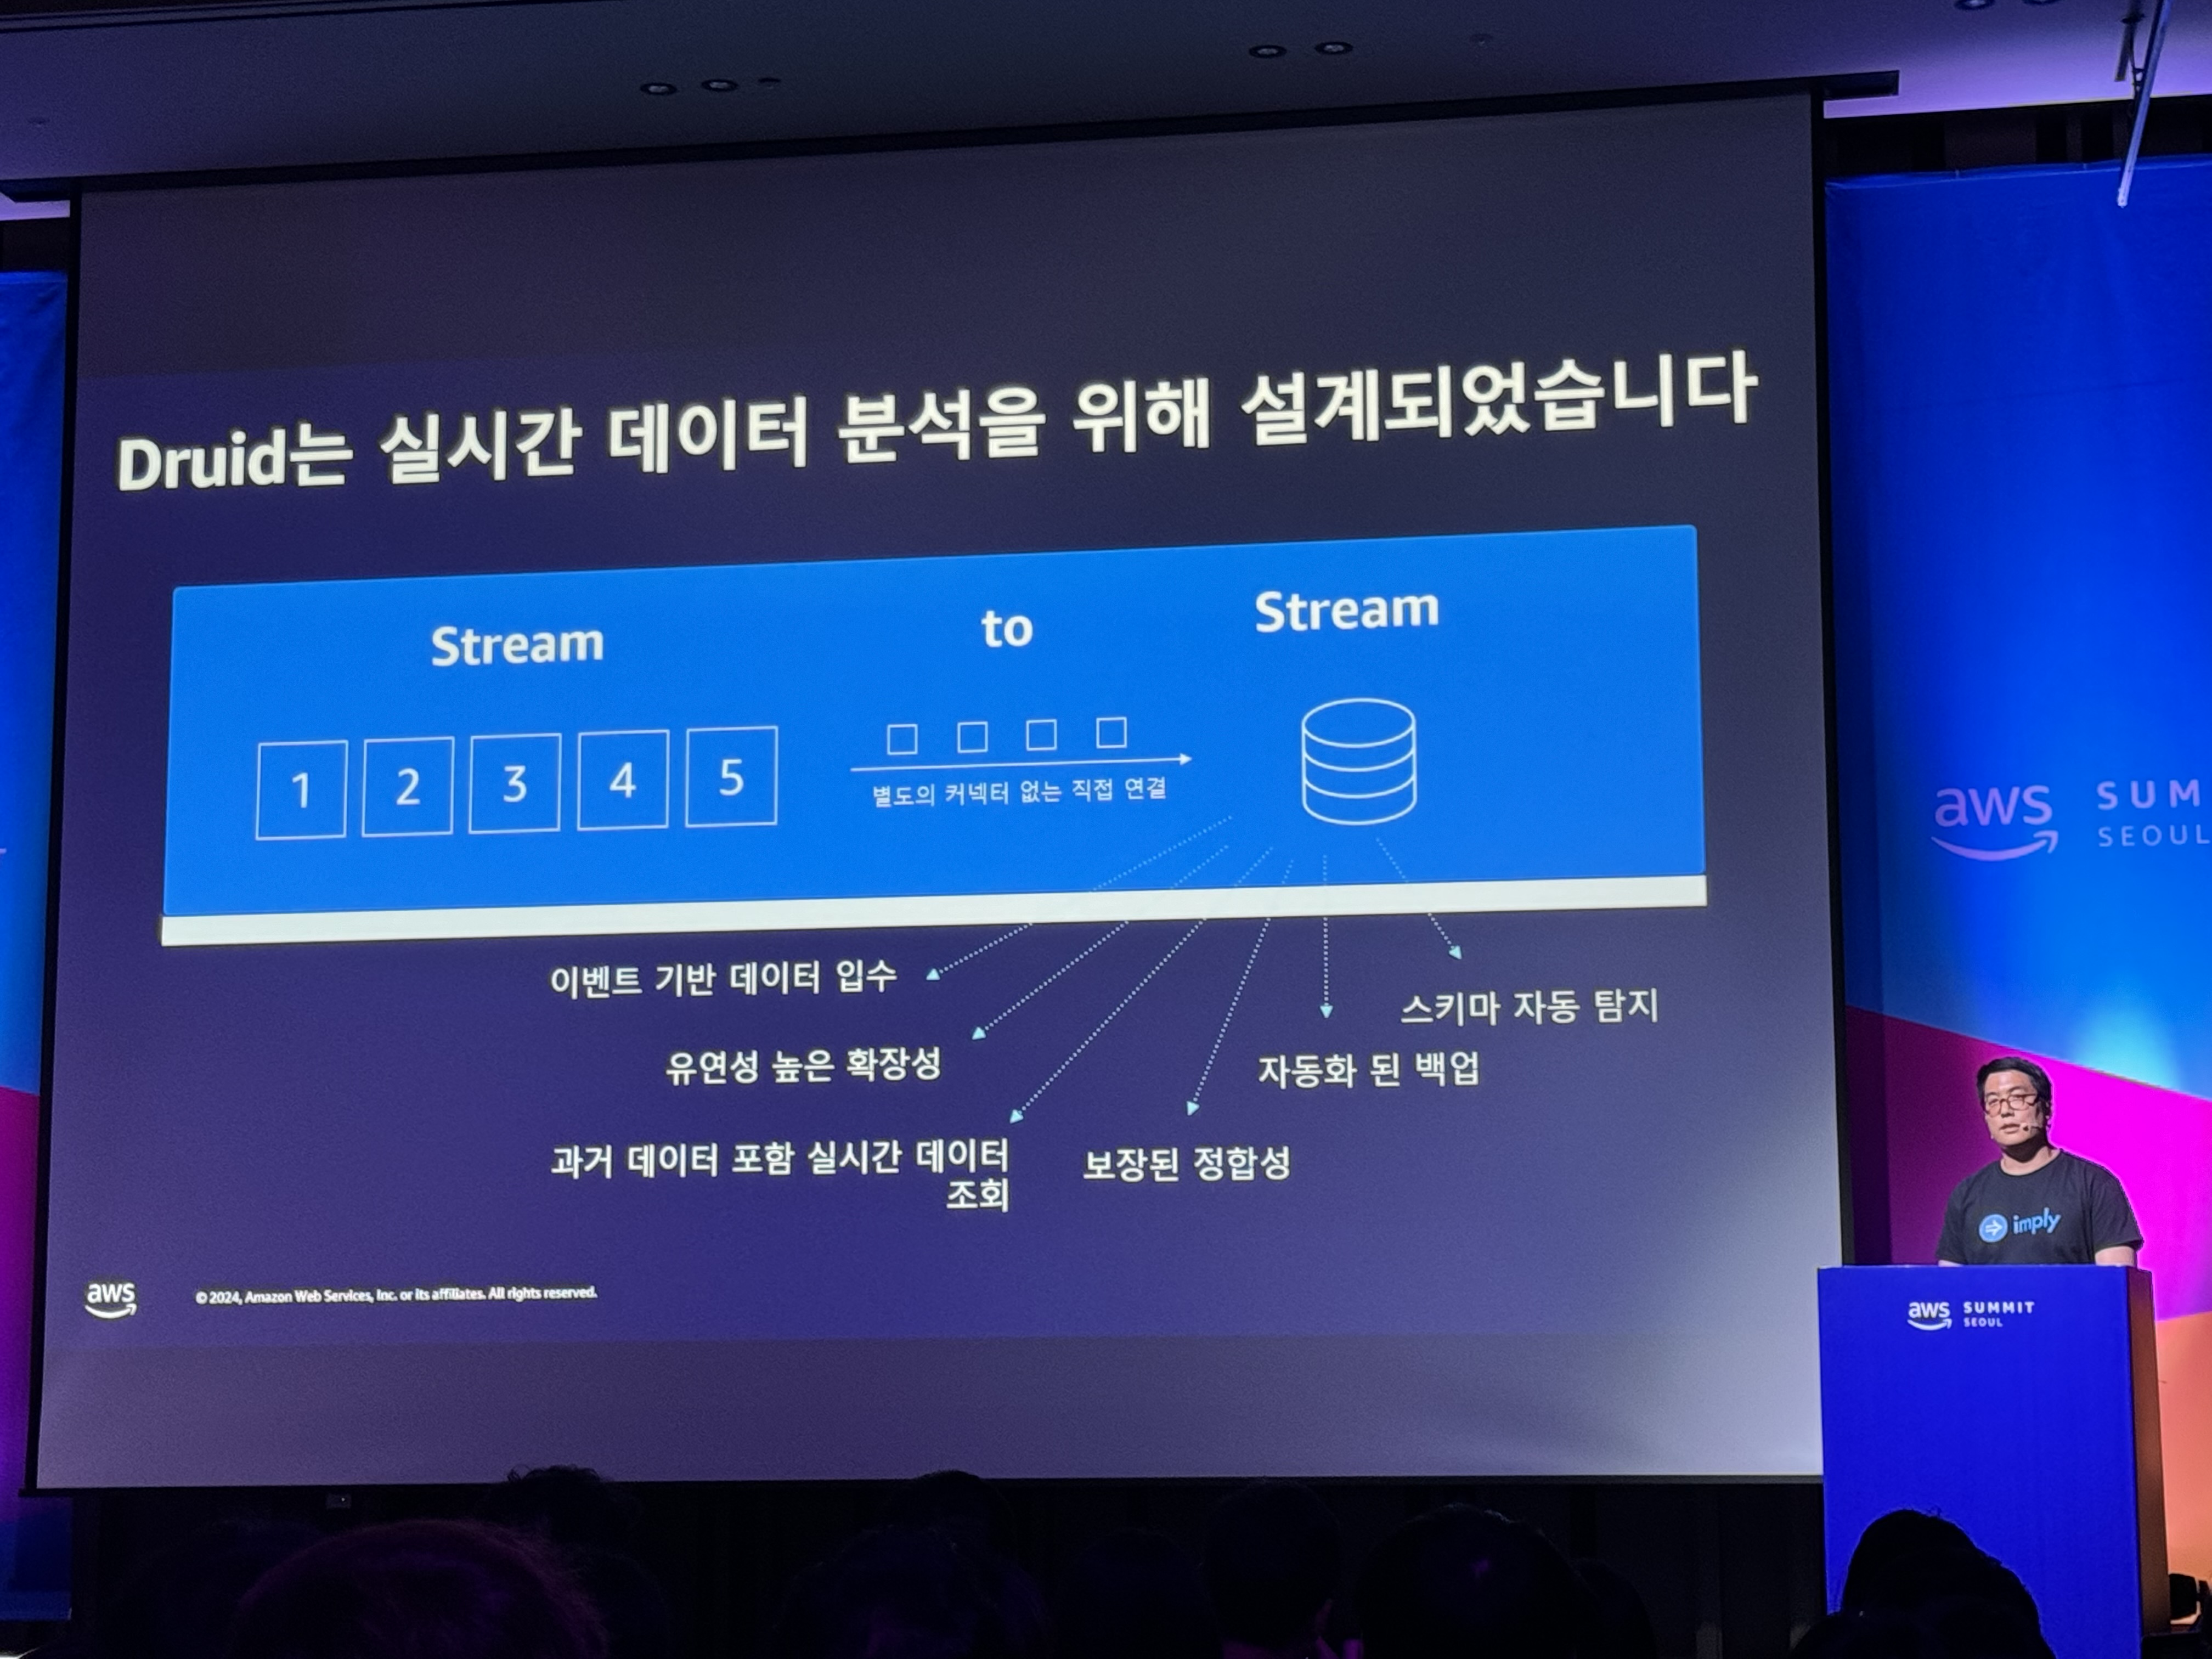 Druid는 실시간 데이터 분석을 위해 설계되었습니다
Stream to Stream
1 2 3 4 5
별도의 커넥터 없는 직접 연결
이벤트 기반 데이터 입수
스키마 자동 탐지
유연성 높은 확장성
자동화 된 백업
과거 데이터 포함 실시간 데이터
조회
보장된 정합성
aws
© 2024, Amazon Web Services, Inc. or its affiliates. All rights reserved.
aws SUM
SEOUL
imply
aws SUMMIT
SEOUL